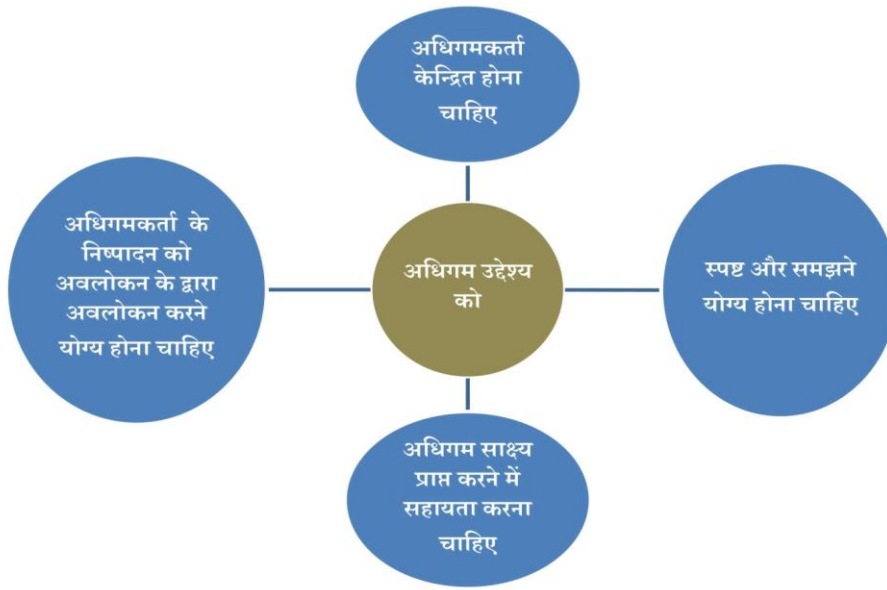 अधिगमकर्ता
केन्द्रित होना
चाहिए
अधिगमकर्ता के
निष्पादन को
अवलोकन के द्वारा
अवलोकन करने
योग्य होना चाहिए
अधिगम उद्देश्य
को
स्पष्ट और समझने
योग्य होना चाहिए
अधिगम साक्ष्य
प्राप्त करने में
सहायता करना
चाहिए